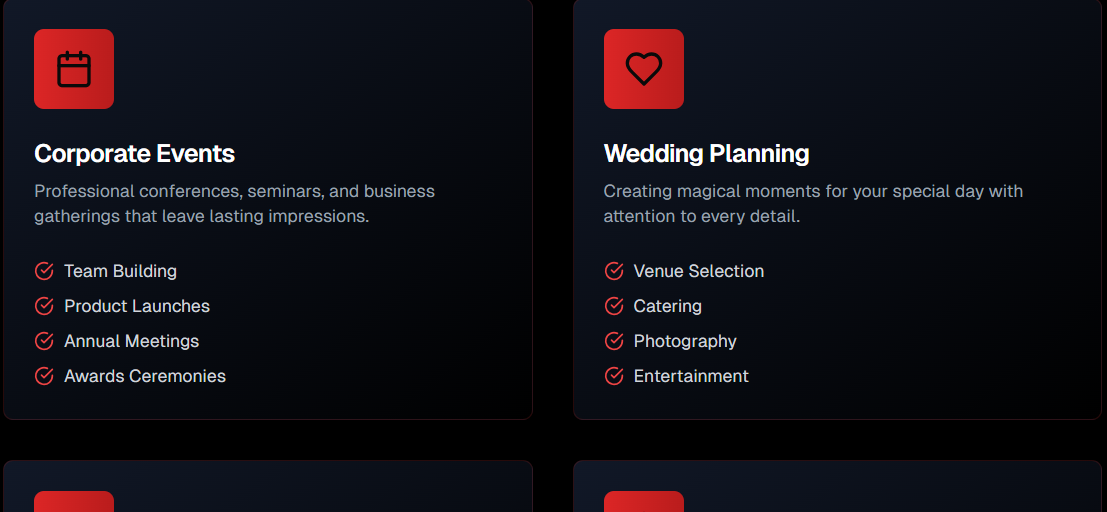 Corporate Events
Professional conferences, seminars, and business
gatherings that leave lasting impressions.
Team Building
Product Launches
Annual Meetings
Awards Ceremonies
Wedding Planning
Creating magical moments for your special day with
attention to every detail.
Venue Selection
Catering
Photography
Entertainment